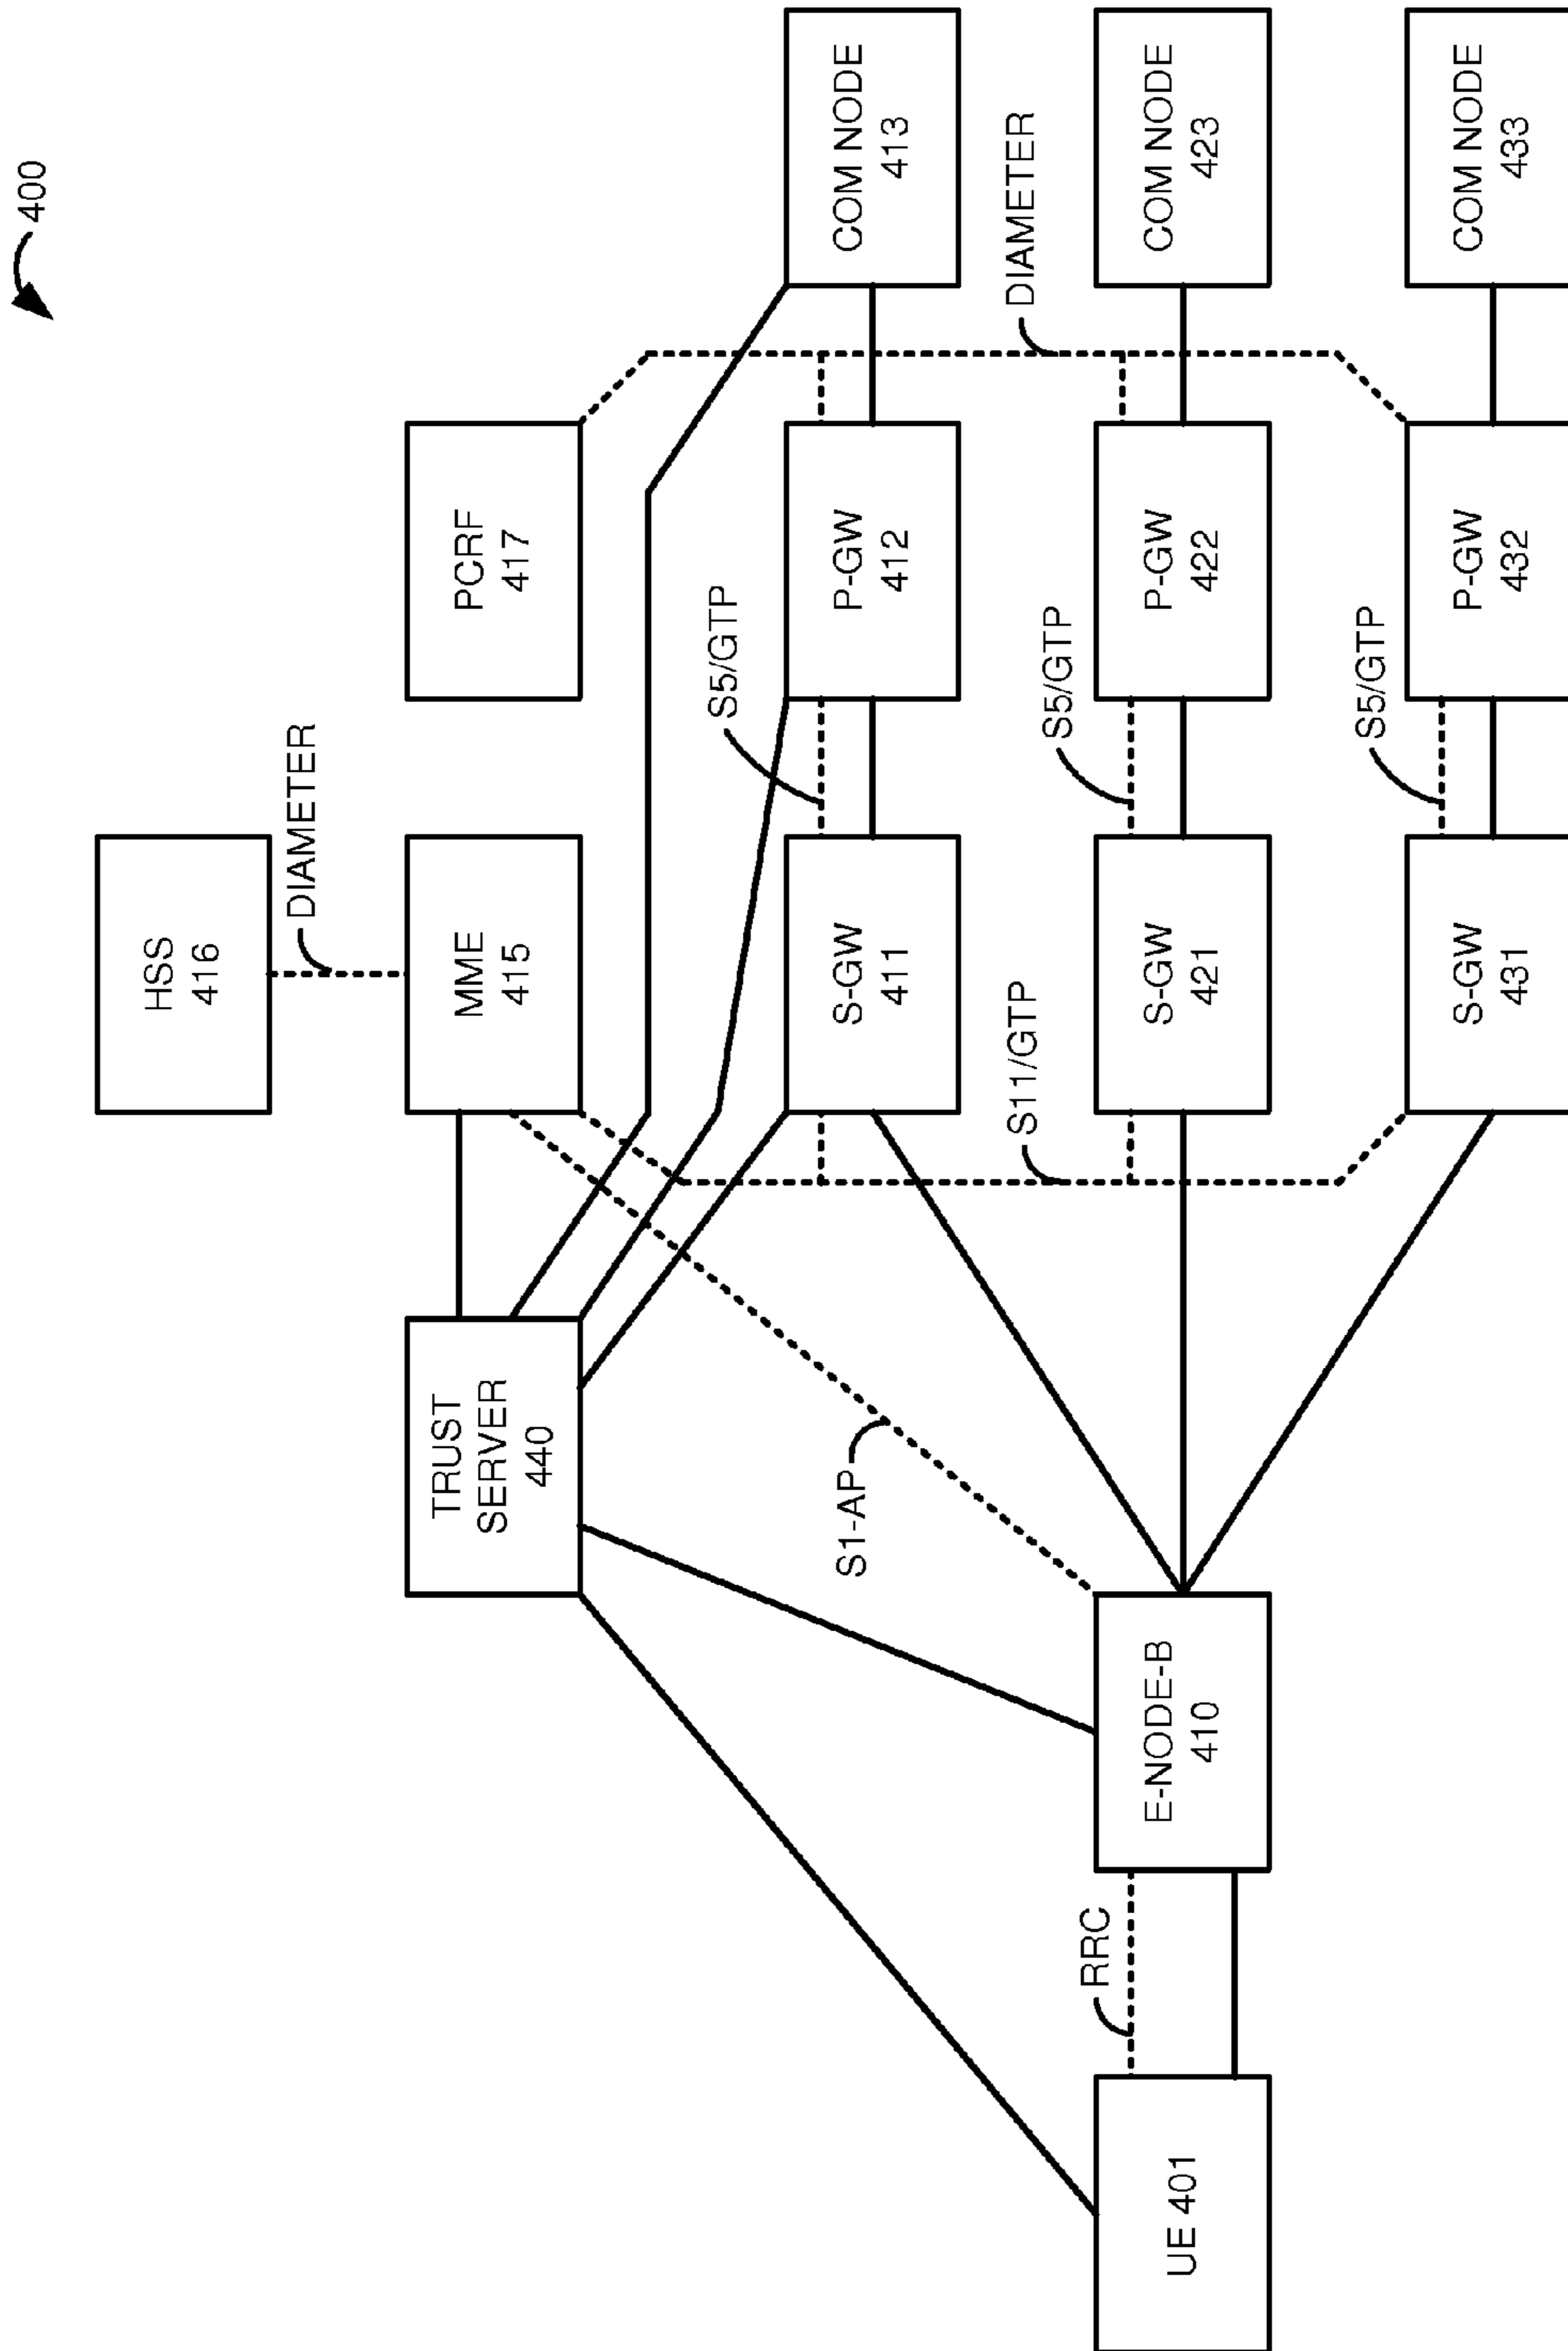 400
HSS
416
DIAMETER
TRUST
SERVER
440
MME
415
PCRF
417
S5/GTP
S1-AP
S-GW
411
P-GW
412
COM NODE
413
S11/GTP
S5/GTP
DIAMETER
RRC
UE 401
E-NODE-B
410
S-GW
421
P-GW
422
COM NODE
423
S5/GTP
S-GW
431
P-GW
432
COM NODE
433